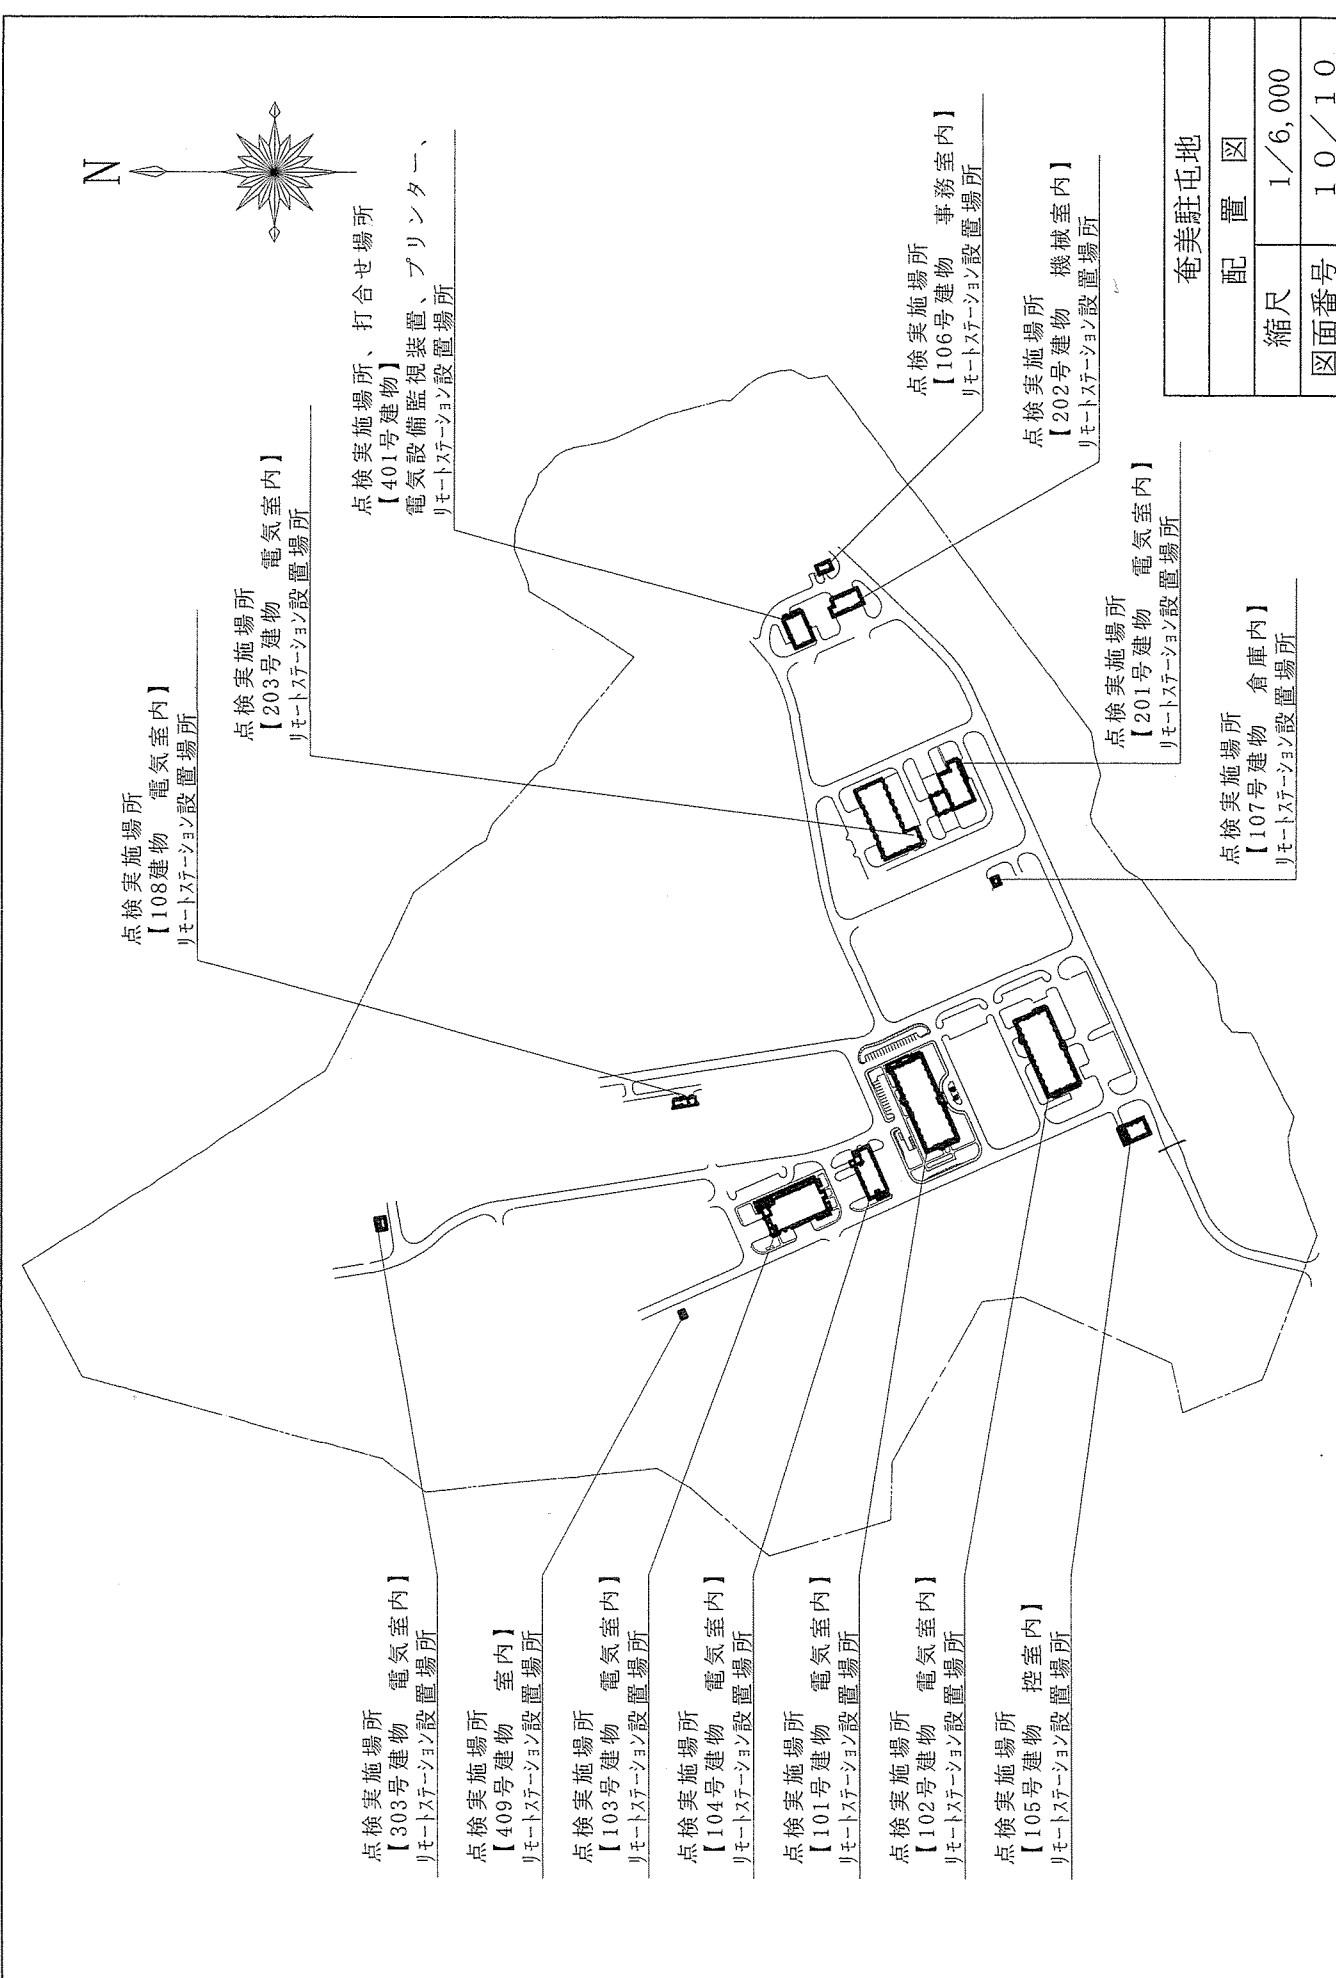 N
点検実施場所
【108建物　電気室内】
リモートステーション設置場所
点検実施場所
【203号建物　電気室内】
リモートステーション設置場所
点検実施場所、打合せ場所
【401号建物】
電気設備監視装置、プリンター、
リモートステーション設置場所
点検実施場所
【106号建物　事務室内】
リモートステーション設置場所
点検実施場所
【202号建物　機械室内】
リモートステーション設置場所
点検実施場所
【201号建物　電気室内】
リモートステーション設置場所
点検実施場所
【107号建物　倉庫内】
リモートステーション設置場所
点検実施場所
【303号建物　電気室内】
リモートステーション設置場所
点検実施場所
【409号建物　室内】
リモートステーション設置場所
点検実施場所
【103号建物　電気室内】
リモートステーション設置場所
点検実施場所
【104号建物　電気室内】
リモートステーション設置場所
点検実施場所
【101号建物　電気室内】
リモートステーション設置場所
点検実施場所
【102号建物　電気室内】
リモートステーション設置場所
点検実施場所
【105号建物　控室内】
リモートステーション設置場所
奄美駐屯地
配　置　図
縮尺　1／6,000
図面番号　10／10